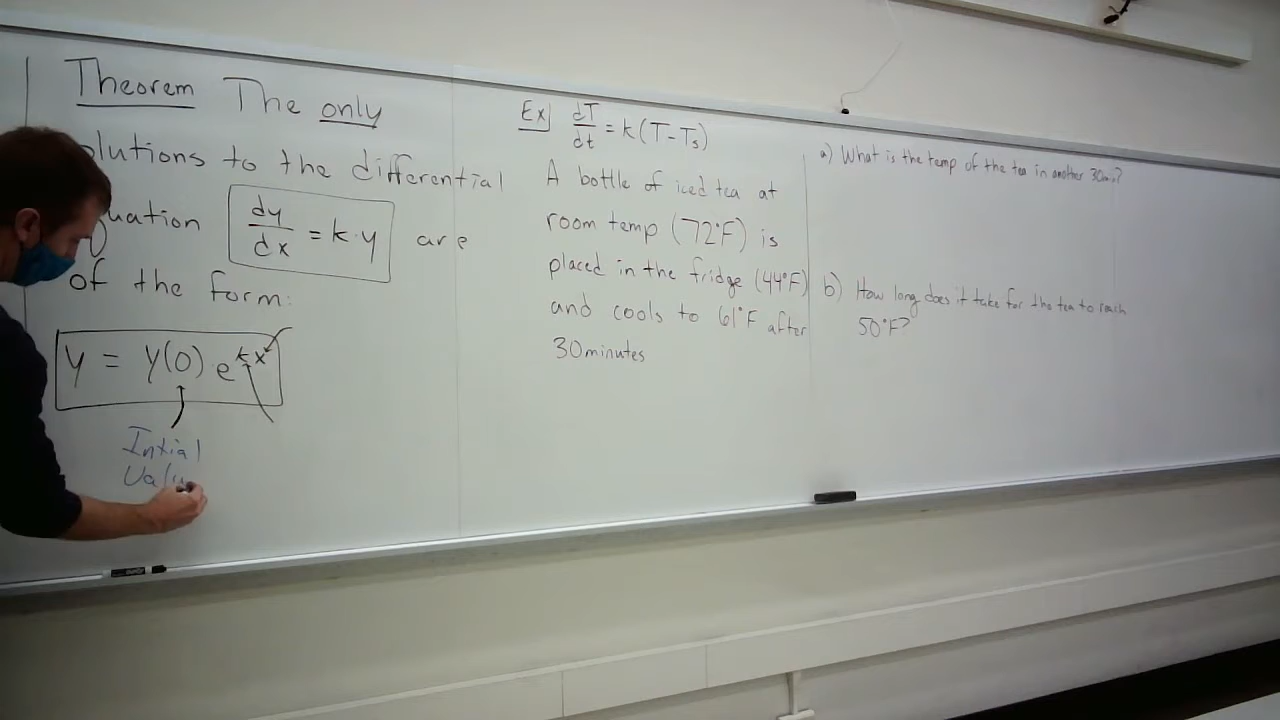 Theorem The only
olutions to the differential
uation dy/dx = k·y are
of the form:
y = y(0)·e^kx
Intial
Valu
Ex) dT/dt = k(T-Ts)
A bottle of iced tea at
room temp (72°F) is
placed in the fridge (44°F)
and cools to 61°F after
30 minutes
a) What is the temp of the tea in another 30min?
b) How long does it take for the tea to reach
50°F?